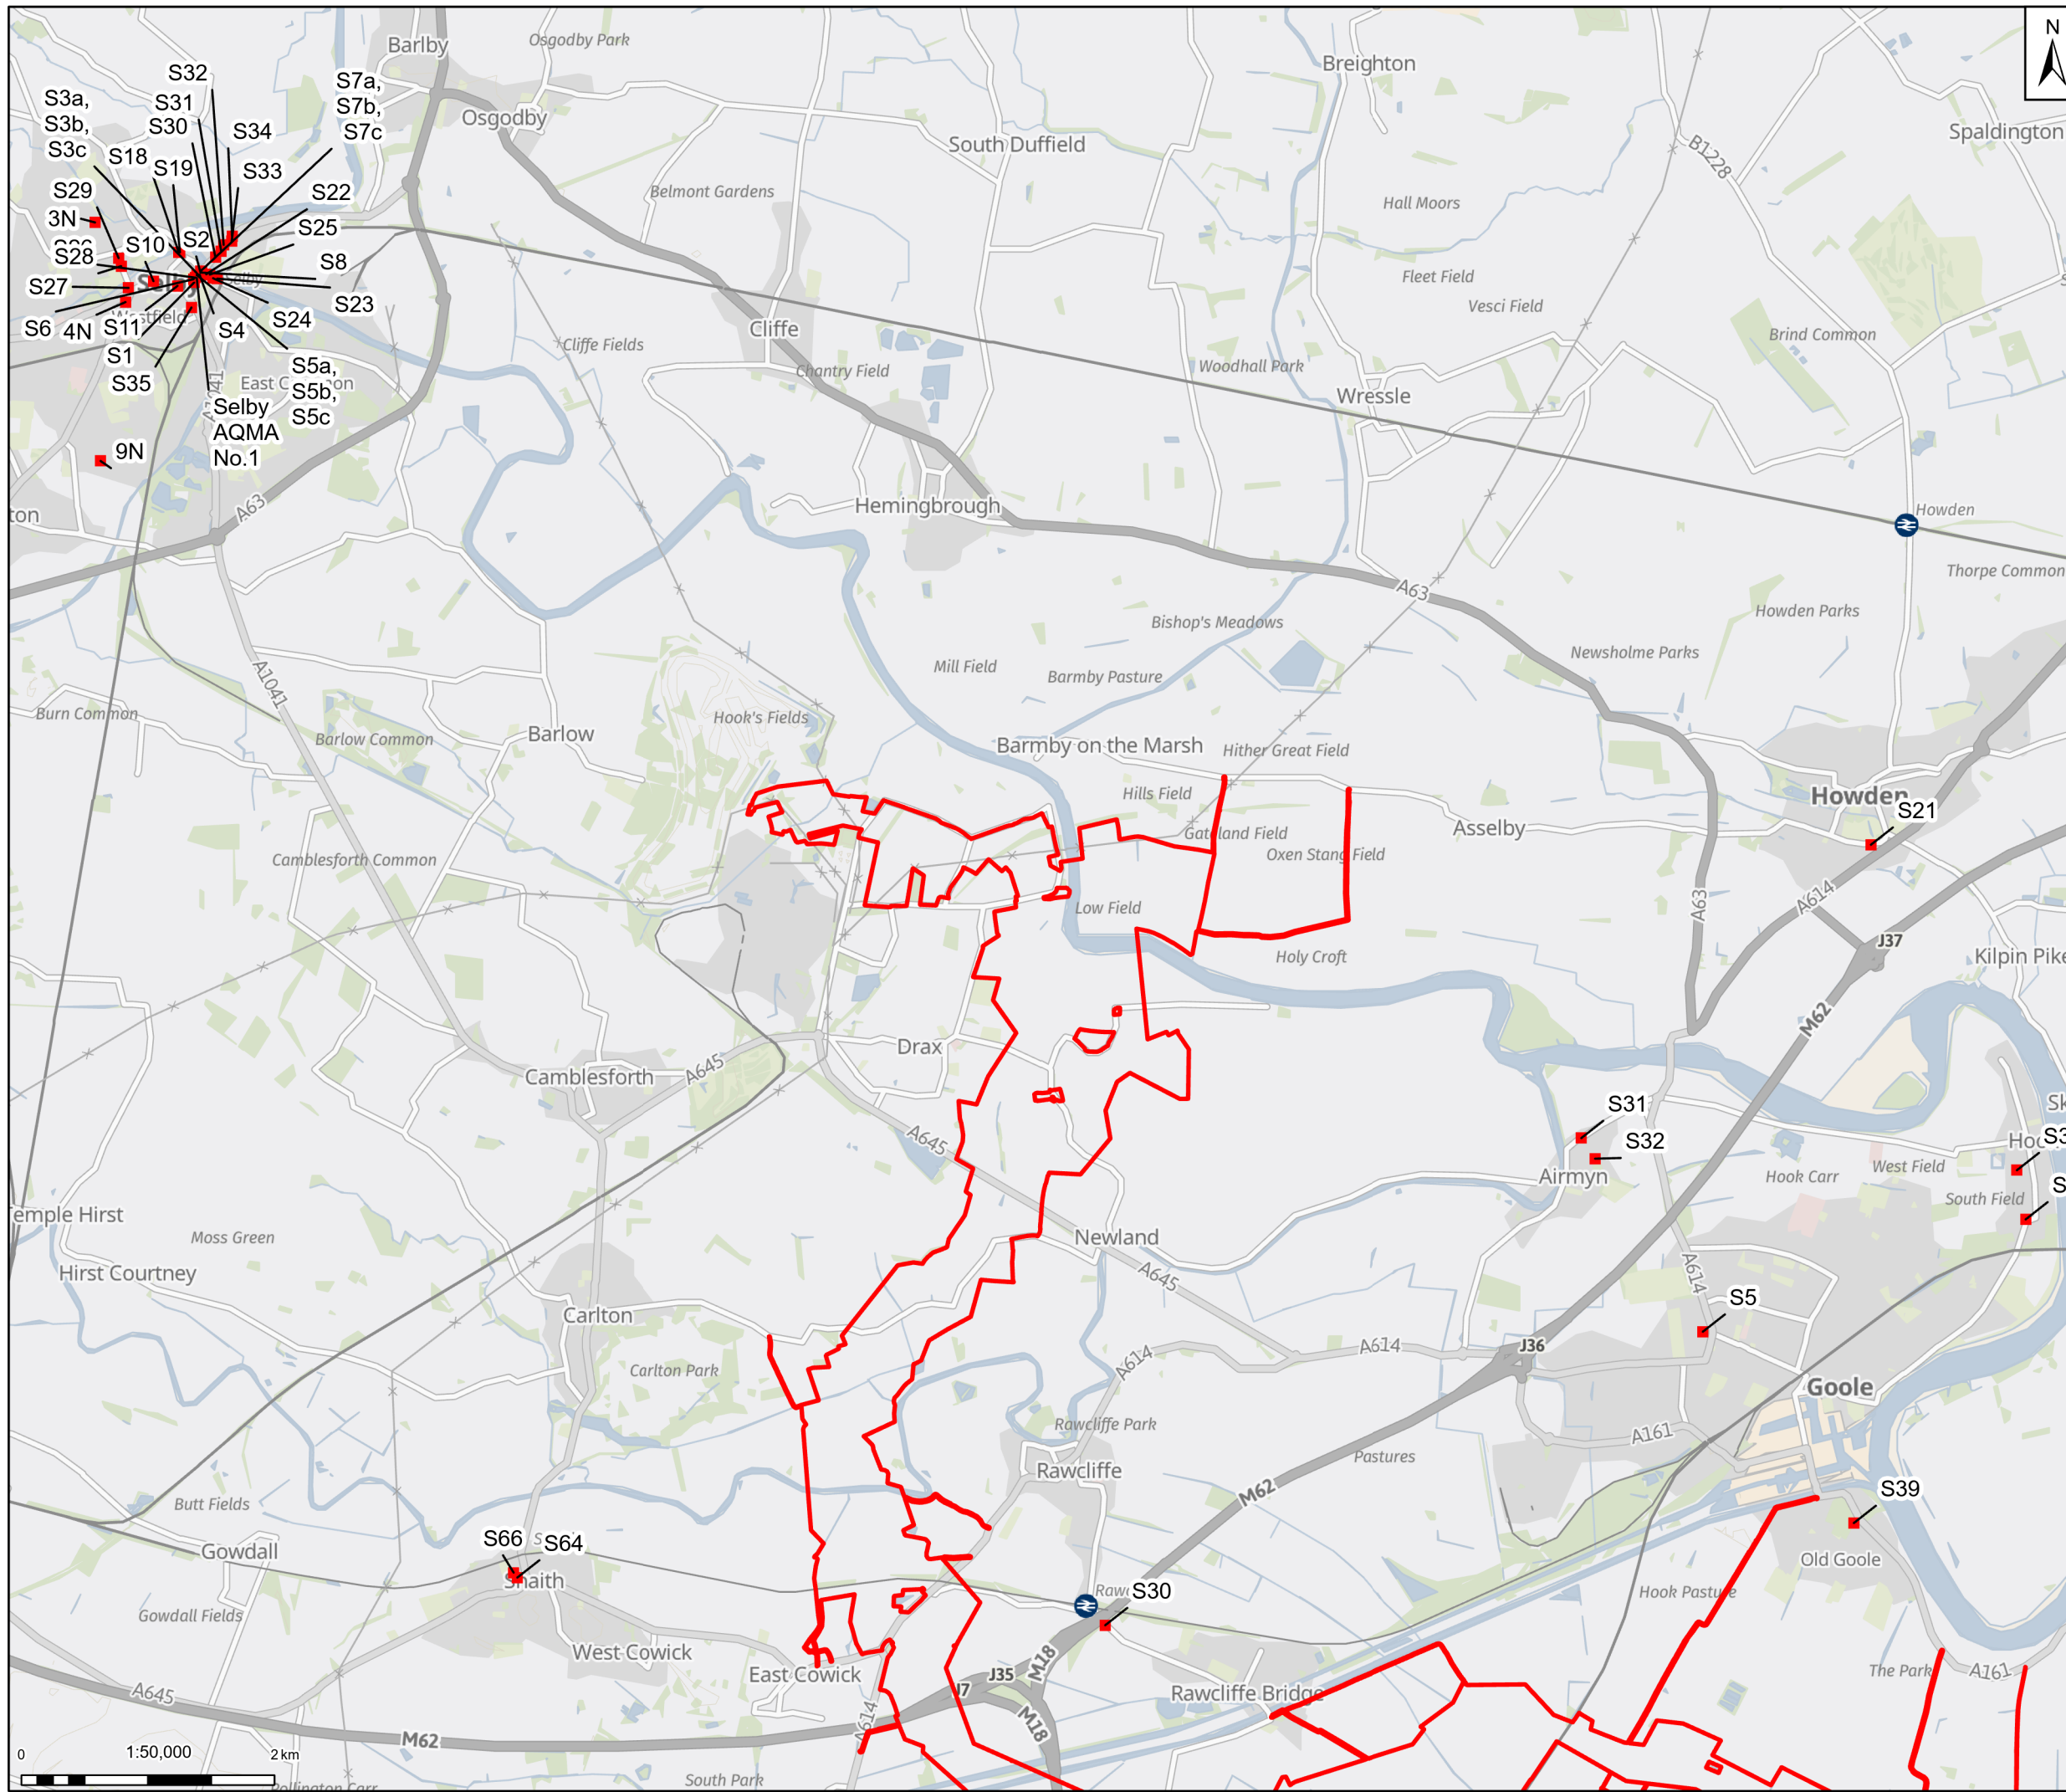 N
Barlby
Osgodby Park
Breighton
Osgodby
South Duffield
Spaldington
B1228
S32
S31
S30
S34
S33
S7a,
S7b,
S7c
S3a,
S3b,
S3c
S18
S19
S22
S25
S29
3N
S28
S10
S2
S8
S27
S23
S6
4N
S11
S1
S4
S24
S35
S5a,
S5b,
S5c
Selby
AQMA
No.1
9N
Selby
Belmont Gardens
Hall Moors
Fleet Field
Vesci Field
Brind Common
Cliffe
Cliffe Fields
Chantry Field
Woodhall Park
Wressle
A63
Hemingbrough
Howden
Thorpe Common
A63
Howden Parks
Bishop's Meadows
Newsholme Parks
Mill Field
Barmby Pasture
A1041
Burn Common
Hook's Fields
Barlow
Barlow Common
Barmby on the Marsh
Hither Great Field
Hills Field
Howden
S21
Asselby
Oxen Stang Field
Camblesforth Common
Low Field
A63
A614
J37
Holy Croft
Kilpin Pike
M62
Drax
Camblesforth
A645
A645
S31
S32
Airmyn
Hook Carr
West Field
South Field
Moss Green
Hirst Courtney
Newland
A645
A614
S5
Carlton
Carlton Park
A614
A614
J36
Goole
Rawcliffe Park
A161
Pastures
Rawcliffe
M62
S39
Butt Fields
Gowdall
S66
S64
Snaith
Old Goole
Hook Pasture
S30
Gowdall Fields
West Cowick
East Cowick
J35
M18
J7
M18
Rawcliffe Bridge
The Park
A161
A645
M62
A614
South Park
0
1:50,000
2 km